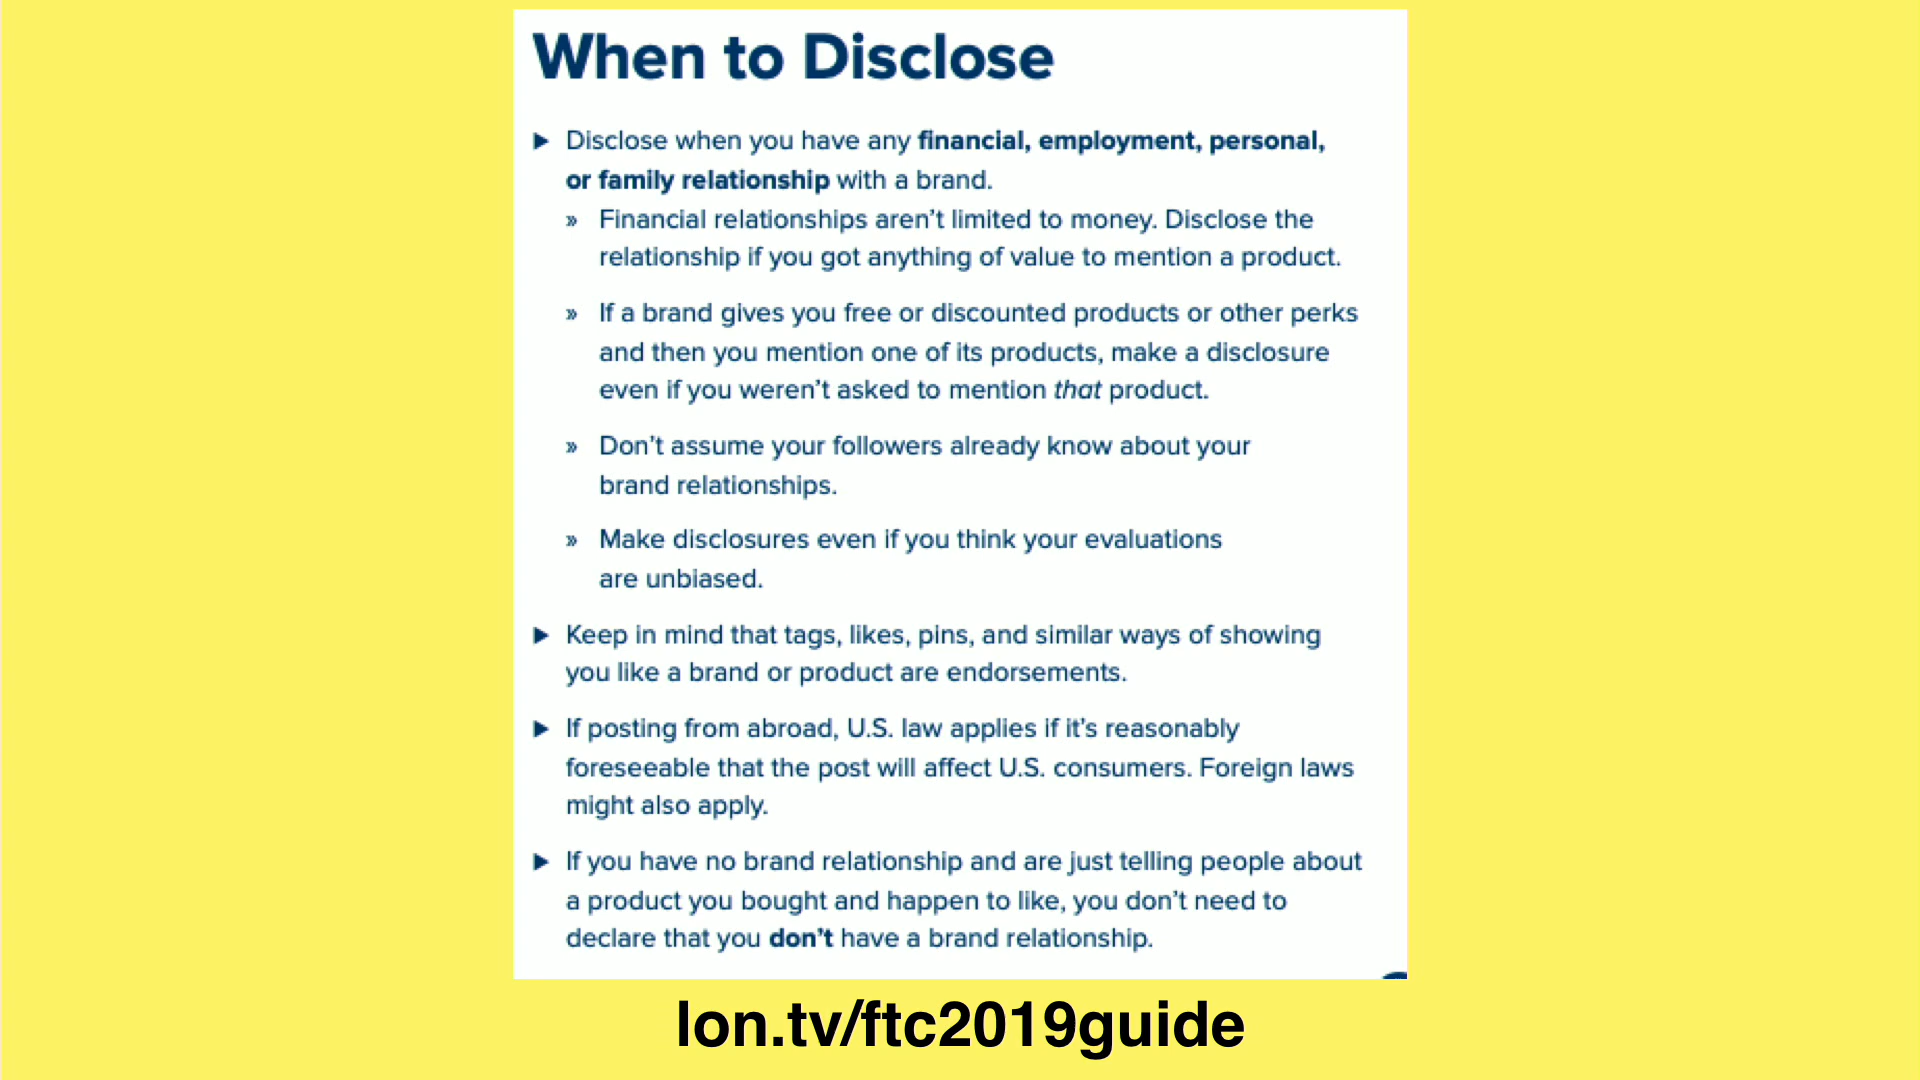 When to Disclose
▶ Disclose when you have any financial, employment, personal,
or family relationship with a brand.
» Financial relationships aren’t limited to money. Disclose the
relationship if you got anything of value to mention a product.
» If a brand gives you free or discounted products or other perks
and then you mention one of its products, make a disclosure
even if you weren’t asked to mention that product.
» Don’t assume your followers already know about your
brand relationships.
» Make disclosures even if you think your evaluations
are unbiased.
▶ Keep in mind that tags, likes, pins, and similar ways of showing
you like a brand or product are endorsements.
▶ If posting from abroad, U.S. law applies if it’s reasonably
foreseeable that the post will affect U.S. consumers. Foreign laws
might also apply.
▶ If you have no brand relationship and are just telling people about
a product you bought and happen to like, you don’t need to
declare that you don’t have a brand relationship.
lon.tv/ftc2019guide